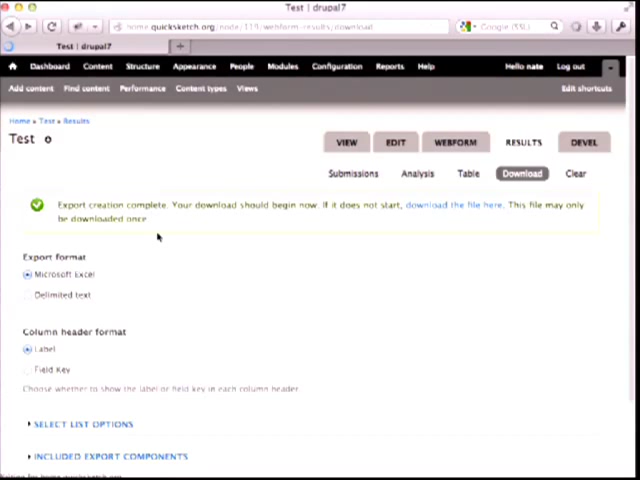 Test | drupal7
home.quicksketch.org/node/119/webform-results/download
Google
Test | drupal7
Dashboard Content Structure Appearance People Modules Configuration Reports Help Hello nate Log out
Add content Find content Performance Content types Views Edit shortcuts
Home » Test » Results
Test
VIEW EDIT WEBFORM RESULTS DEVEL
Submissions Analysis Table Download Clear
Export creation complete. Your download should begin now. If it does not start, download the file here. This file may only
be downloaded once
Export format
Microsoft Excel
Delimited text
Column header format
Label
Field Key
Choose whether to show the label or field key in each column header.
SELECT LIST OPTIONS
INCLUDED EXPORT COMPONENTS